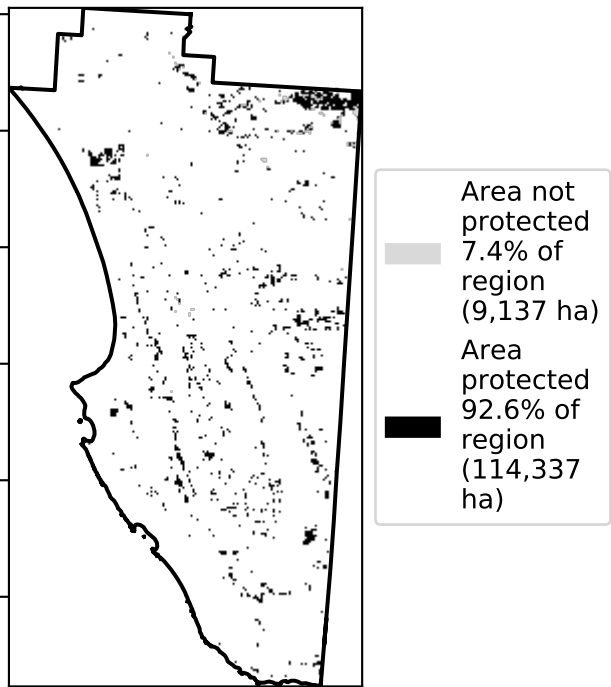 Area not
protected
7.4% of
region
(9,137 ha)
Area
protected
92.6% of
region
(114,337
ha)